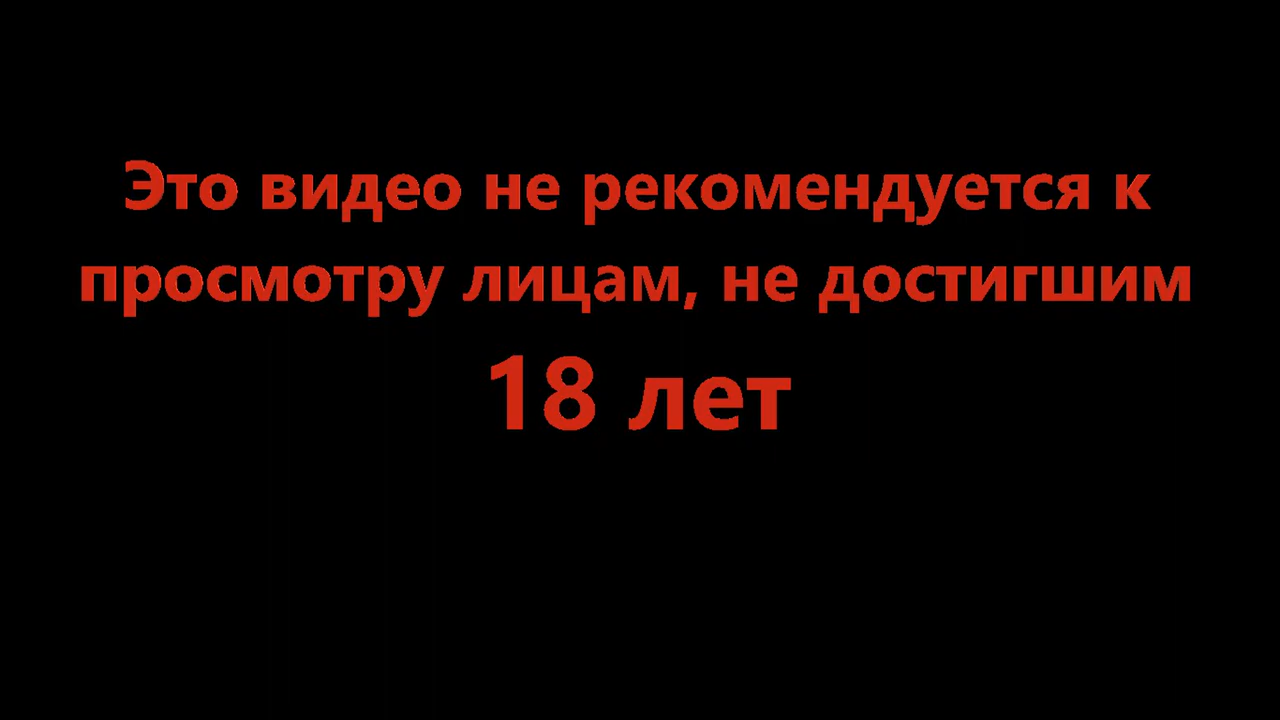 Это видео не рекомендуется к
просмотру лицам, не достигшим
18 лет